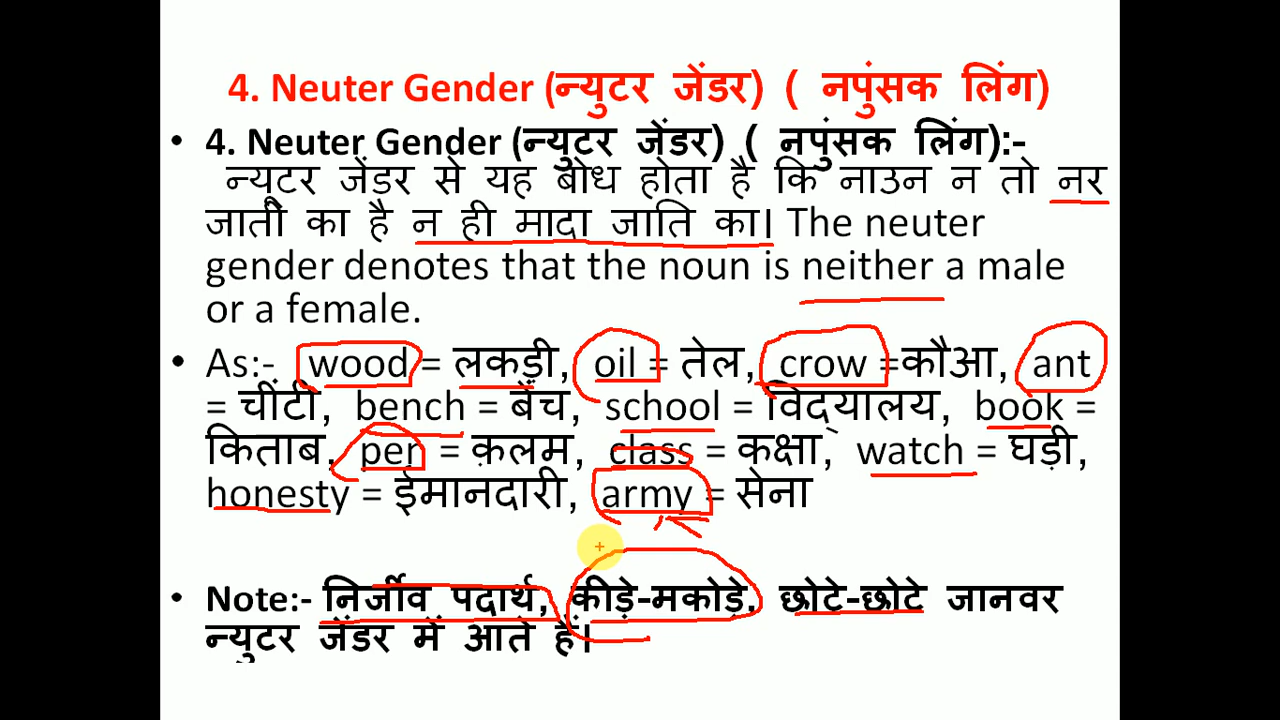 4. Neuter Gender (न्युटर जेंडर) ( नपुंसक लिंग)
• 4. Neuter Gender (न्युटर जेंडर) ( नपुंसक लिंग):-
न्यूटर जेंडर से यह बोध होता है कि नाउन न तो नर
जाती का है न ही मादा जाति का। The neuter
gender denotes that the noun is neither a male
or a female.
• As:- wood = लकड़ी, oil = तेल, crow =कौआ, ant
= चींटी, bench = बेंच, school = विद्यालय, book =
किताब, pen = क़लम, class = कक्षा, watch = घड़ी,
honesty = ईमानदारी, army = सेना
• Note:- निर्जीव पदार्थ, कीड़े-मकोड़े, छोटे-छोटे जानवर
न्युटर जेंडर में आते हैं।